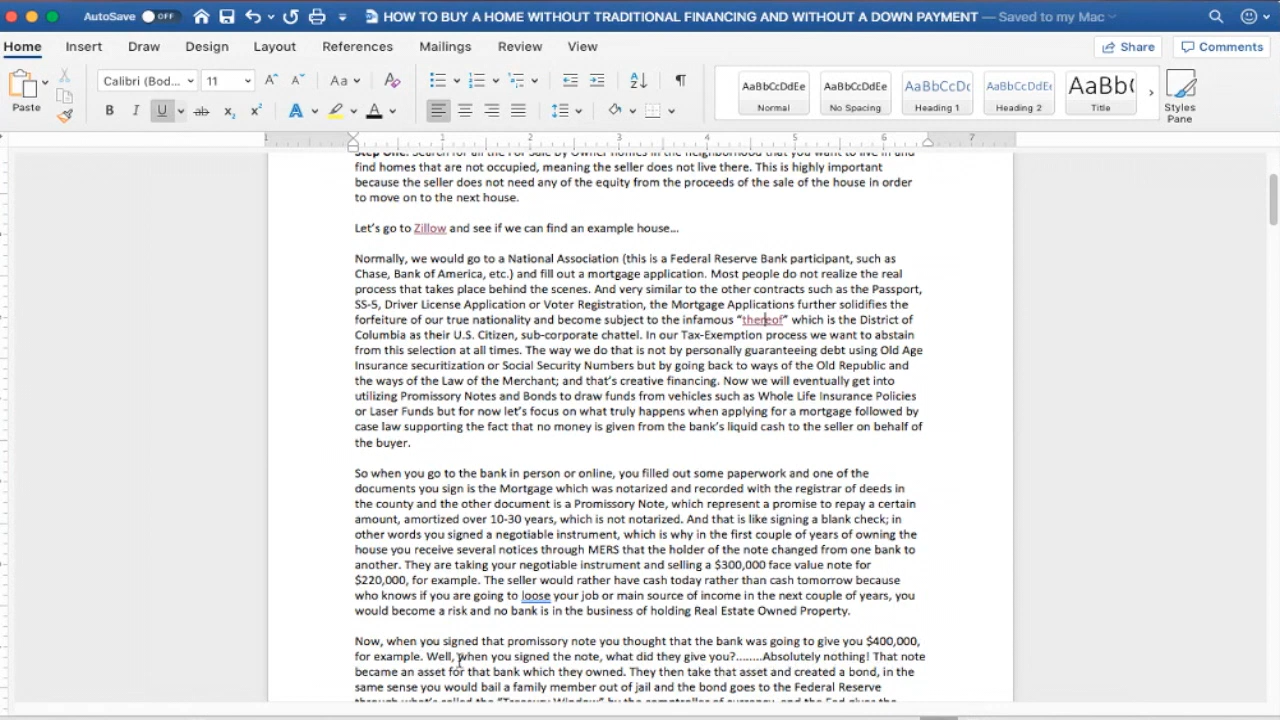 AutoSave OFF
HOW TO BUY A HOME WITHOUT TRADITIONAL FINANCING AND WITHOUT A DOWN PAYMENT — Saved to my Mac
Home Insert Draw Design Layout References Mailings Review View
Share Comments
Paste
Calibri (Bod... 11
AaBbCcDdEe AaBbCcDdEe AaBbCcDc AaBbCcDdEe AaBb(
Normal No Spacing Heading 1 Heading 2 Title
Styles
Pane
1 1 2 3 4 5 6 7
Step One: Search for all the For Sale By Owner homes in the neighborhood that you want to live in and
find homes that are not occupied, meaning the seller does not live there. This is highly important
because the seller does not need any of the equity from the proceeds of the sale of the house in order
to move on to the next house.
Let's go to Zillow and see if we can find an example house...
Normally, we would go to a National Association (this is a Federal Reserve Bank participant, such as
Chase, Bank of America, etc.) and fill out a mortgage application. Most people do not realize the real
process that takes place behind the scenes. And very similar to the other contracts such as the Passport,
SS-5, Driver License Application or Voter Registration, the Mortgage Applications further solidifies the
forfeiture of our true nationality and become subject to the infamous “thereof” which is the District of
Columbia as their U.S. Citizen, sub-corporate chattel. In our Tax-Exemption process we want to abstain
from this selection at all times. The way we do that is not by personally guaranteeing debt using Old Age
Insurance securitization or Social Security Numbers but by going back to ways of the Old Republic and
the ways of the Law of the Merchant; and that's creative financing. Now we will eventually get into
utilizing Promissory Notes and Bonds to draw funds from vehicles such as Whole Life Insurance Policies
or Laser Funds but for now let's focus on what truly happens when applying for a mortgage followed by
case law supporting the fact that no money is given from the bank's liquid cash to the seller on behalf of
the buyer.
So when you go to the bank in person or online, you filled out some paperwork and one of the
documents you sign is the Mortgage which was notarized and recorded with the registrar of deeds in
the county and the other document is a Promissory Note, which represent a promise to repay a certain
amount, amortized over 10-30 years, which is not notarized. And that is like signing a blank check; in
other words you signed a negotiable instrument, which is why in the first couple of years of owning the
house you receive several notices through MERS that the holder of the note changed from one bank to
another. They are taking your negotiable instrument and selling a $300,000 face value note for
$220,000, for example. The seller would rather have cash today rather than cash tomorrow because
who knows if you are going to loose your job or main source of income in the next couple of years, you
would become a risk and no bank is in the business of holding Real Estate Owned Property.
Now, when you signed that promissory note you thought that the bank was going to give you $400,000,
for example. Well, when you signed the note, what did they give you?........Absolutely nothing! That note
became an asset for that bank which they owned. They then take that asset and created a bond, in the
same sense you would bail a family member out of jail and the bond goes to the Federal Reserve
through what's called the “Treasury Window” by the comptroller of currency, and the Fed gives the